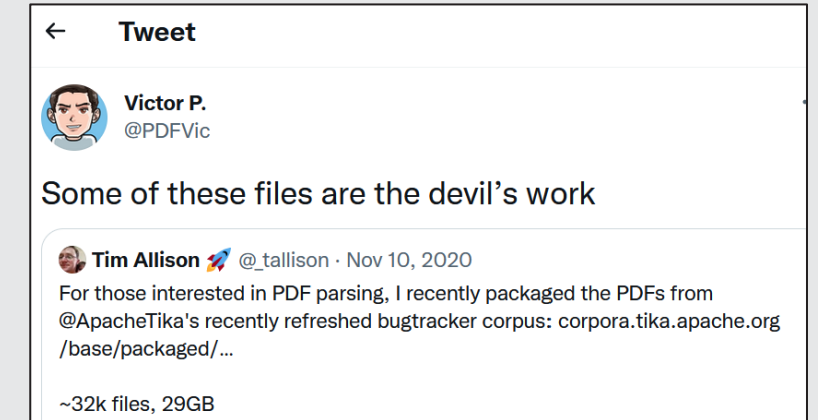 Tweet
Victor P.
@PDFVic
Some of these files are the devil’s work
Tim Allison 🚀 @_tallison · Nov 10, 2020
For those interested in PDF parsing, I recently packaged the PDFs from
@ApacheTika's recently refreshed bugtracker corpus: corpora.tika.apache.org
/base/packaged/...
~32k files, 29GB